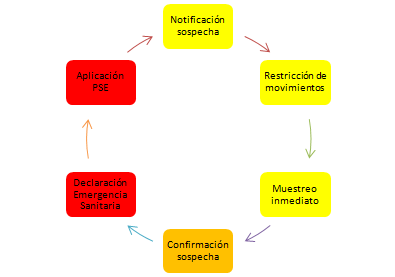 Notificación
sospecha
Restricción de
movimientos
Muestreo
inmediato
Confirmación
sospecha
Declaración
Emergencia
Sanitaria
Aplicación
PSE